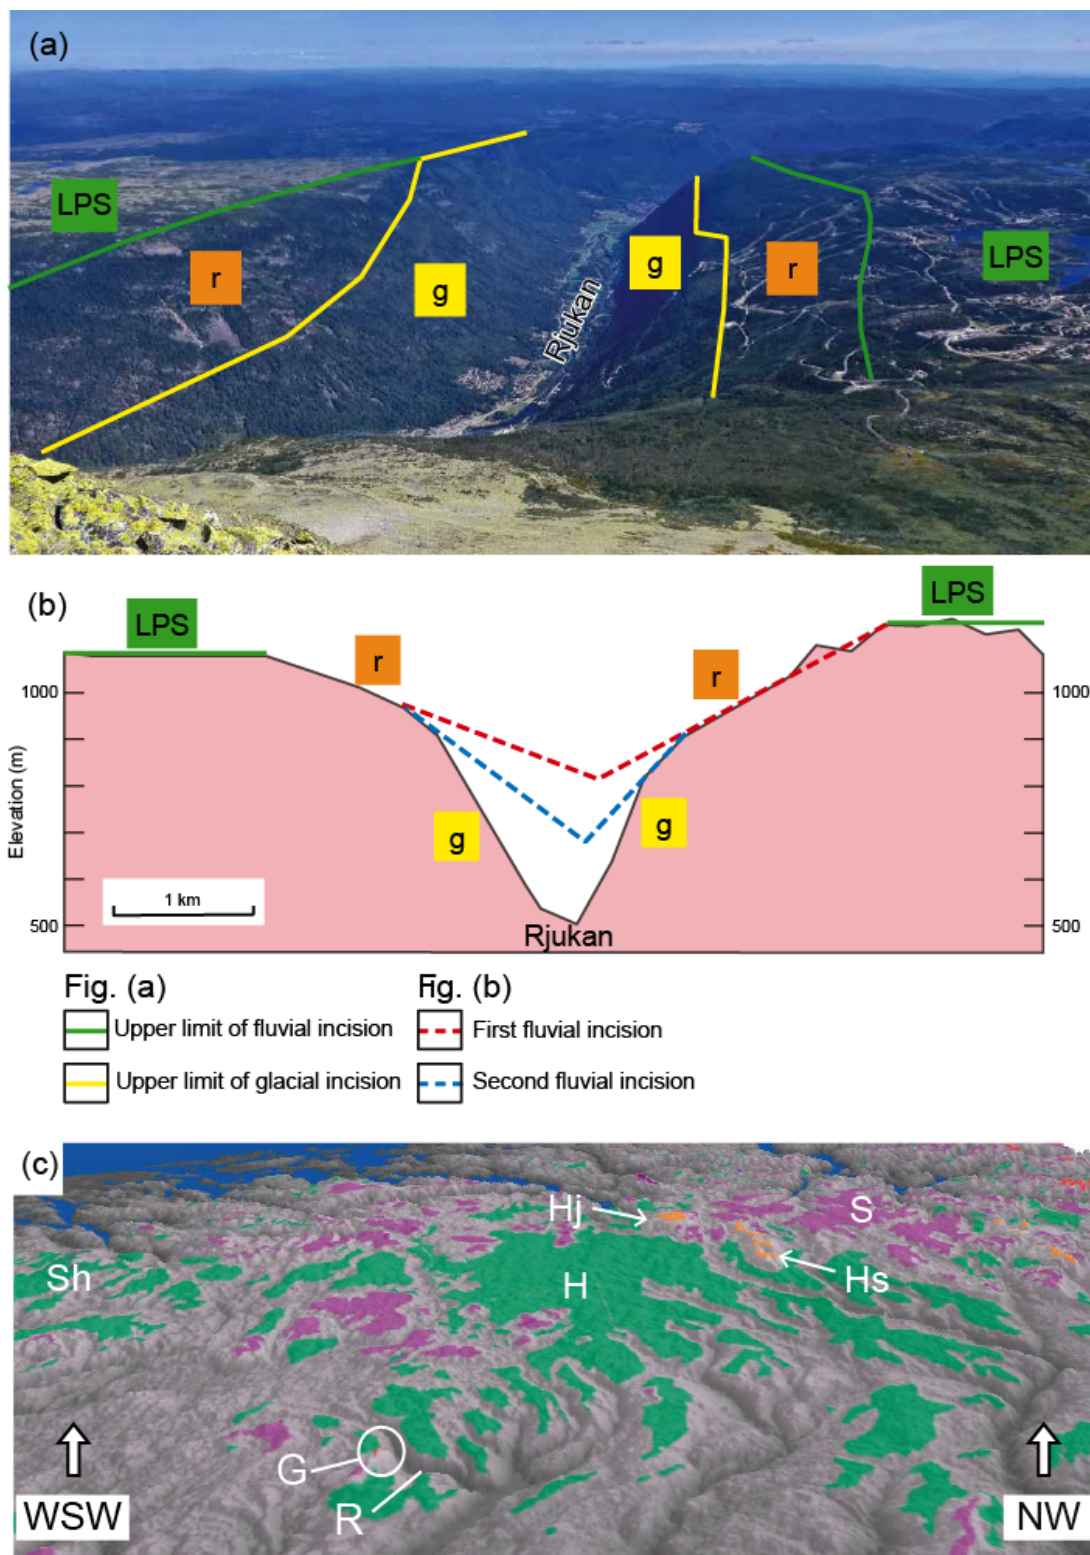 (a)
LPS
r
g
Rjukan
g
r
LPS
(b)
LPS
r
r
LPS
1000
1000
Elevation (m)
g
g
1 km
500
500
Rjukan
Fig. (a)
Fig. (b)
Upper limit of fluvial incision
First fluvial incision
Upper limit of glacial incision
Second fluvial incision
(c)
Hj
S
Sh
H
Hs
G
R
WSW
NW